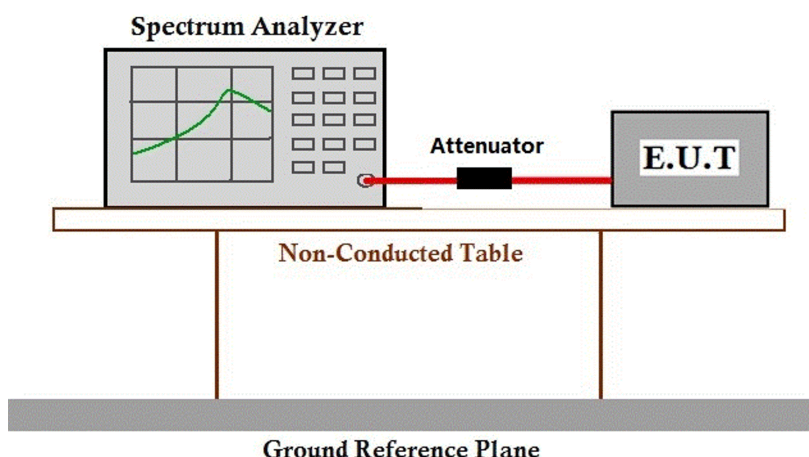 Spectrum Analyzer
Attenuator
E.U.T
Non-Conducted Table
Ground Reference Plane